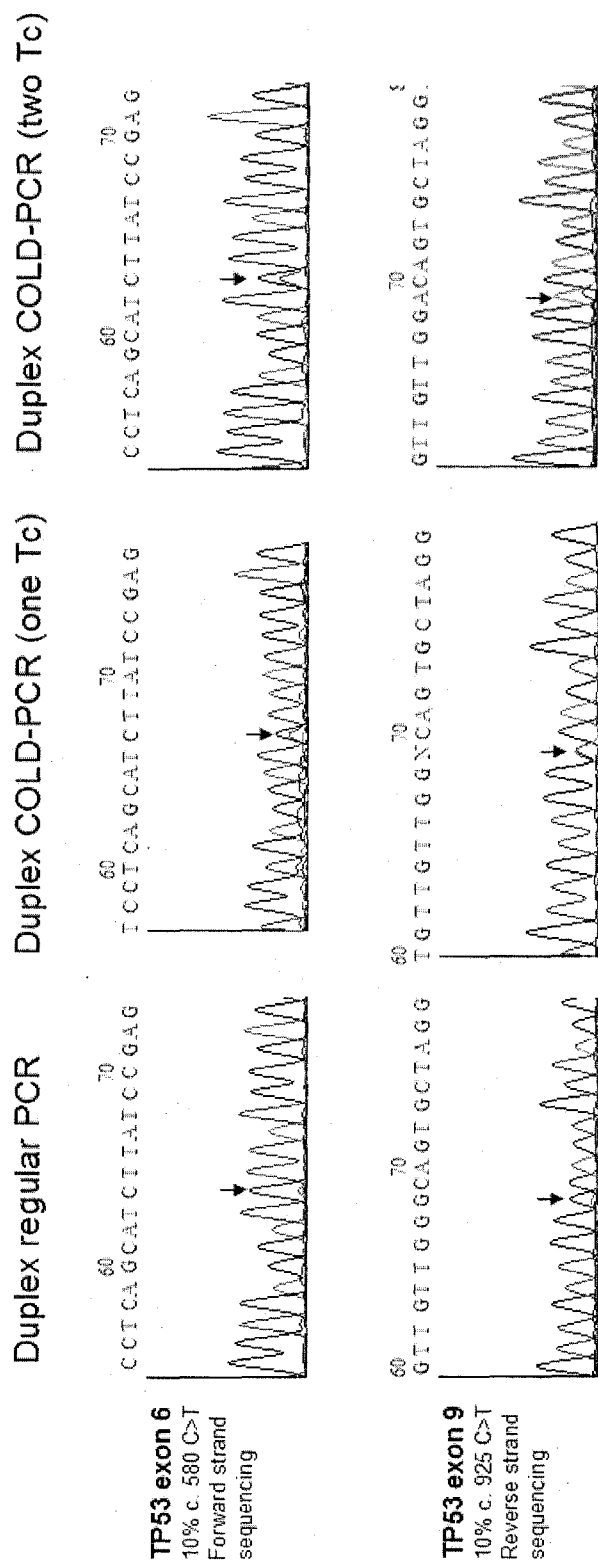 Duplex regular PCR
Duplex COLD-PCR (one Tc)
Duplex COLD-PCR (two Tc)
TP53 exon 6
10% c. 580 C>T
Forward strand
sequencing
60 70
C C T C A G C A T C T T A T C C G A G
60 70
T C C T C A G C A T C T T A T C C G A G
60 70
C C T C A G C A T C T T A T C C G A G
TP53 exon 9
10% c. 925 C>T
Reverse strand
sequencing
60 70
G T T G T T G G G C A G T G C T A G G
60 70
T G T T G T T G G N C A G T G C T A G G
70
G T T G T T G G A C A G T G C T A G G.